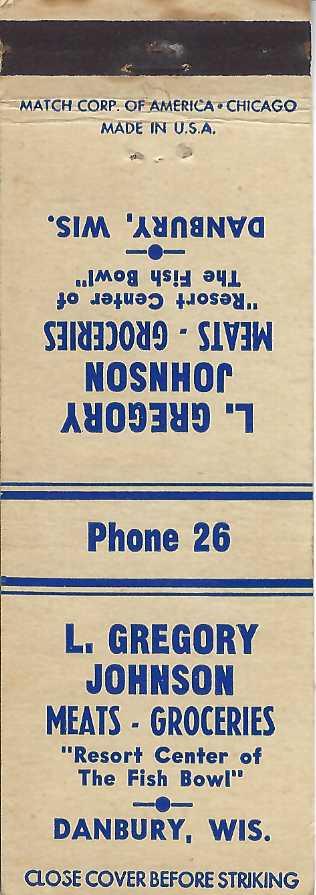 MATCH CORP. OF AMERICA • CHICAGO
MADE IN U.S.A.
L. GREGORY
JOHNSON
MEATS - GROCERIES
"Resort Center of
The Fish Bowl"
DANBURY, WIS.
Phone 26
L. GREGORY
JOHNSON
MEATS - GROCERIES
"Resort Center of
The Fish Bowl"
DANBURY, WIS.
CLOSE COVER BEFORE STRIKING